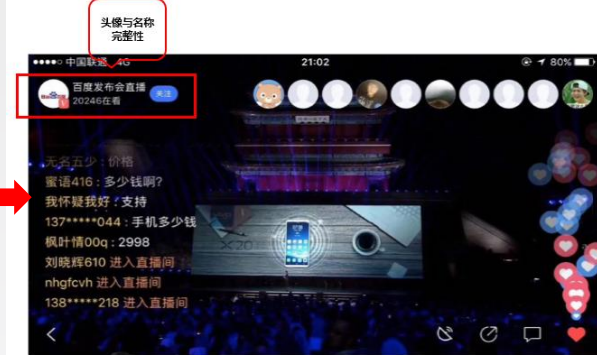 头像与名称
完整性
中国联通 4G
21:02
80%
百度发布会直播
20246在看
关注
无名五少:价格
蜜语416:多少钱啊?
我怀疑我好:支持
137*****044:手机多少钱
枫叶情00q:2998
刘晓辉610 进入直播间
nhgfcvh 进入直播间
138*****218 进入直播间
X20